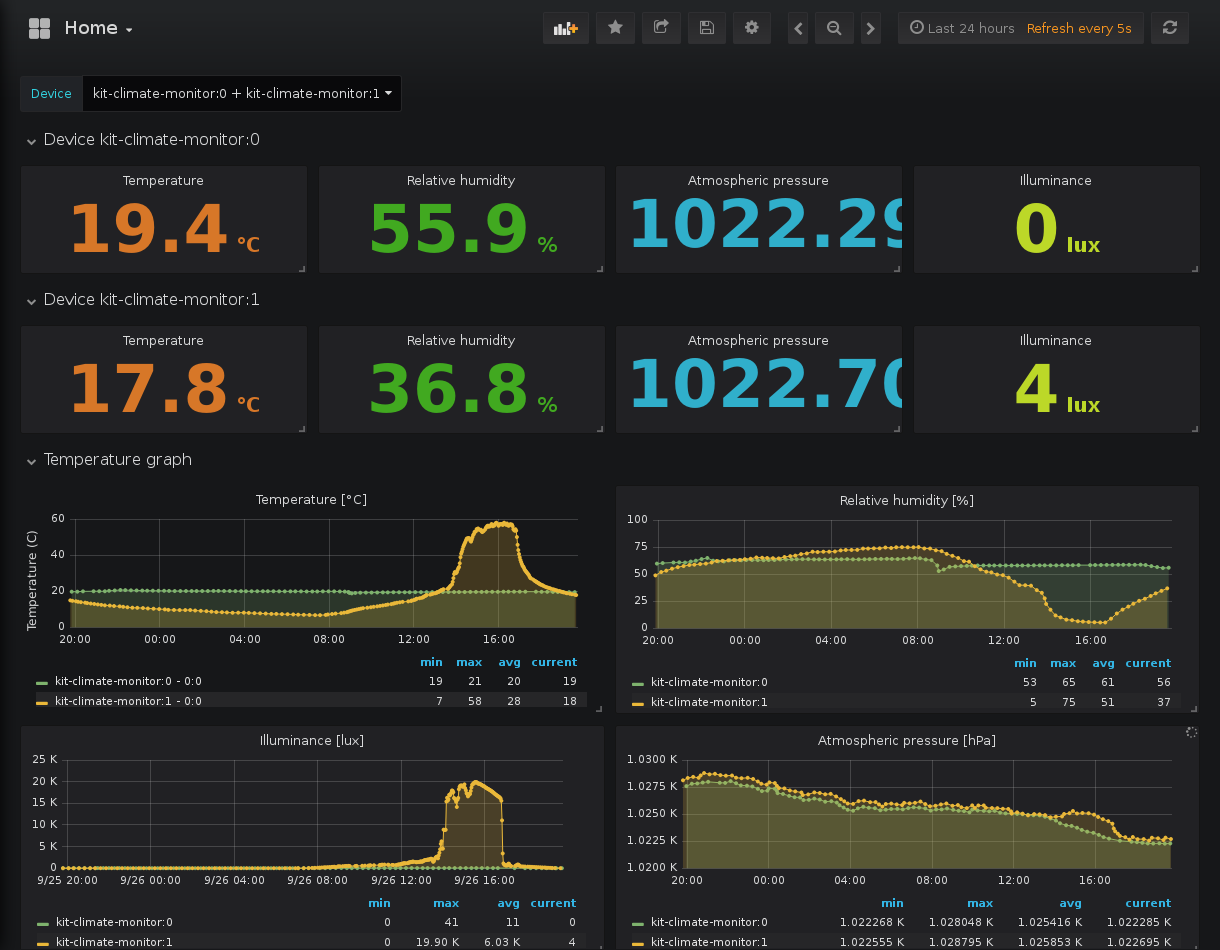 Home
Last 24 hours Refresh every 5s
Device kit-climate-monitor:0 + kit-climate-monitor:1
Device kit-climate-monitor:0
Temperature Relative humidity Atmospheric pressure Illuminance
19.4 °C 55.9 % 1022.29 0 lux
Device kit-climate-monitor:1
Temperature Relative humidity Atmospheric pressure Illuminance
17.8 °C 36.8 % 1022.70 4 lux
Temperature graph
Temperature [°C]
Temperature (C)
60
40
20
0
20:00 00:00 04:00 08:00 12:00 16:00
min max avg current
kit-climate-monitor:0 - 0:0 19 21 20 19
kit-climate-monitor:1 - 0:0 7 58 28 18
Relative humidity [%]
100
75
50
25
0
20:00 00:00 04:00 08:00 12:00 16:00
min max avg current
kit-climate-monitor:0 53 65 61 56
kit-climate-monitor:1 5 75 51 37
Illuminance [lux]
25 K
20 K
15 K
10 K
5 K
0
9/25 20:00 9/26 00:00 9/26 04:00 9/26 08:00 9/26 12:00 9/26 16:00
min max avg current
kit-climate-monitor:0 0 41 11 0
kit-climate-monitor:1 0 19.90 K 6.03 K 4
Atmospheric pressure [hPa]
1.0300 K
1.0275 K
1.0250 K
1.0225 K
1.0200 K
20:00 00:00 04:00 08:00 12:00 16:00
min max avg current
kit-climate-monitor:0 1.022268 K 1.028048 K 1.025416 K 1.022285 K
kit-climate-monitor:1 1.022555 K 1.028795 K 1.025853 K 1.022695 K